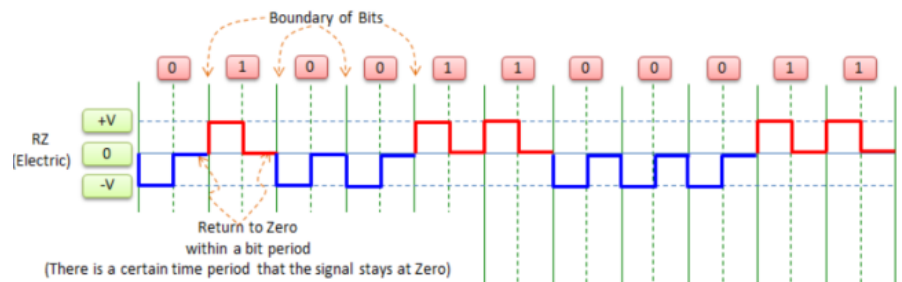 Boundary of Bits
0 1 0 0 1 1 0 0 0 1 1
+V
RZ
(Electric)
0
-V
Return to Zero
within a bit period
(There is a certain time period that the signal stays at Zero)